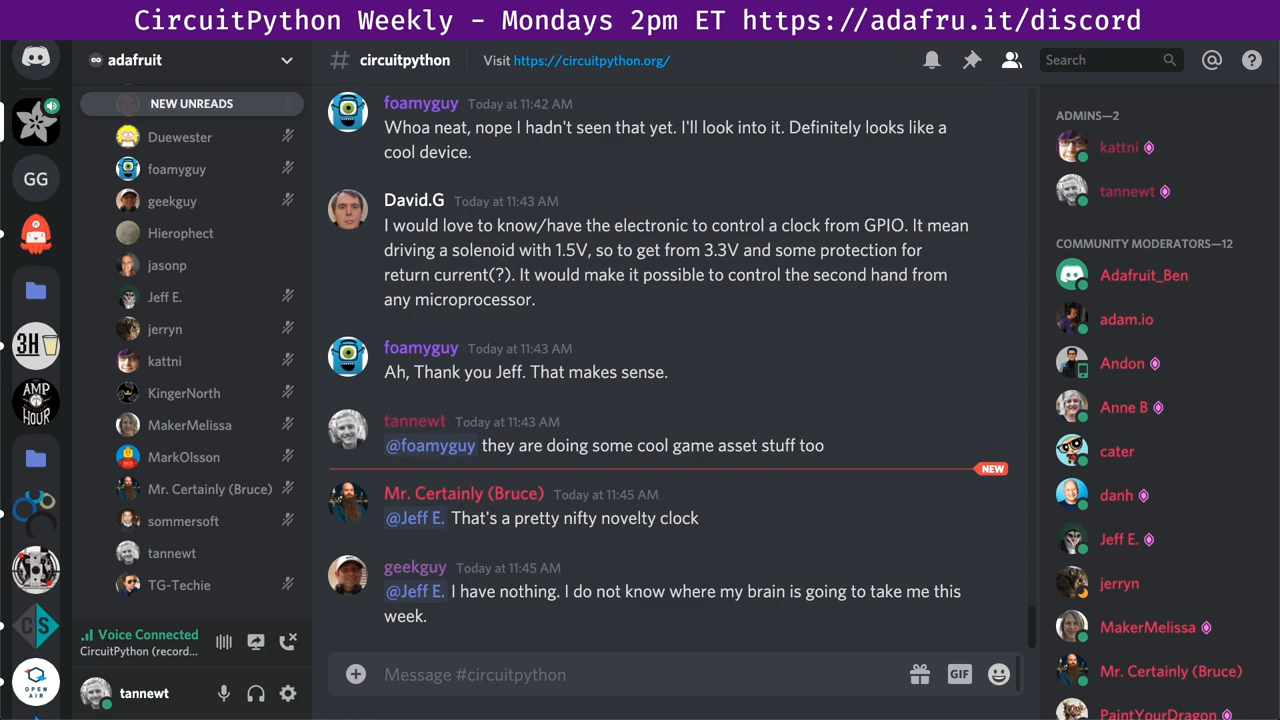 CircuitPython Weekly - Mondays 2pm ET https://adafru.it/discord
adafruit
# circuitpython
Visit https://circuitpython.org/
Search
NEW UNREADS
Duewester
foamyguy
geekguy
Hierophect
jasonp
Jeff E.
jerryn
kattni
KingerNorth
MakerMelissa
MarkOlsson
Mr. Certainly (Bruce)
sommersoft
tannewt
TG-Techie
Voice Connected
CircuitPython (record...
tannewt
GG
3H
THE
AMP
HOUR
CS
OPEN
AIR
foamyguy Today at 11:42 AM
Whoa neat, nope I hadn't seen that yet. I'll look into it. Definitely looks like a
cool device.
David.G Today at 11:43 AM
I would love to know/have the electronic to control a clock from GPIO. It mean
driving a solenoid with 1.5V, so to get from 3.3V and some protection for
return current(?). It would make it possible to control the second hand from
any microprocessor.
foamyguy Today at 11:43 AM
Ah, Thank you Jeff. That makes sense.
tannewt Today at 11:43 AM
@foamyguy they are doing some cool game asset stuff too
NEW
Mr. Certainly (Bruce) Today at 11:45 AM
@Jeff E. That's a pretty nifty novelty clock
geekguy Today at 11:45 AM
@Jeff E. I have nothing. I do not know where my brain is going to take me this
week.
Message #circuitpython
GIF
ADMINS—2
kattni
tannewt
COMMUNITY MODERATORS—12
Adafruit_Ben
adam.io
Andon
Anne B
cater
danh
Jeff E.
jerryn
MakerMelissa
Mr. Certainly (Bruce)
PaintYourDragon